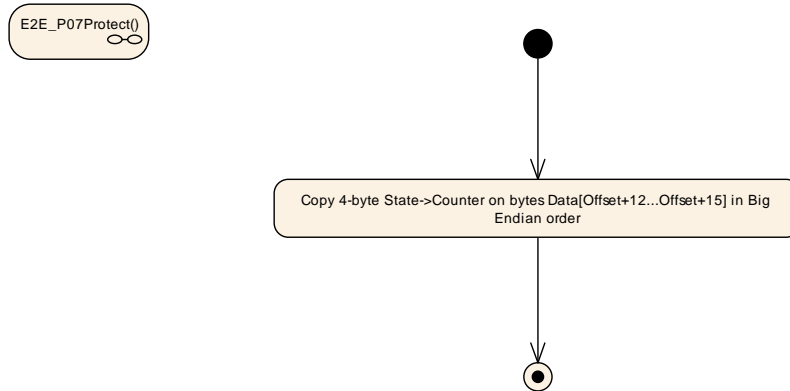 E2E_P07Protect()
Copy 4-byte State->Counter on bytes Data[Offset+12...Offset+15] in Big
Endian order